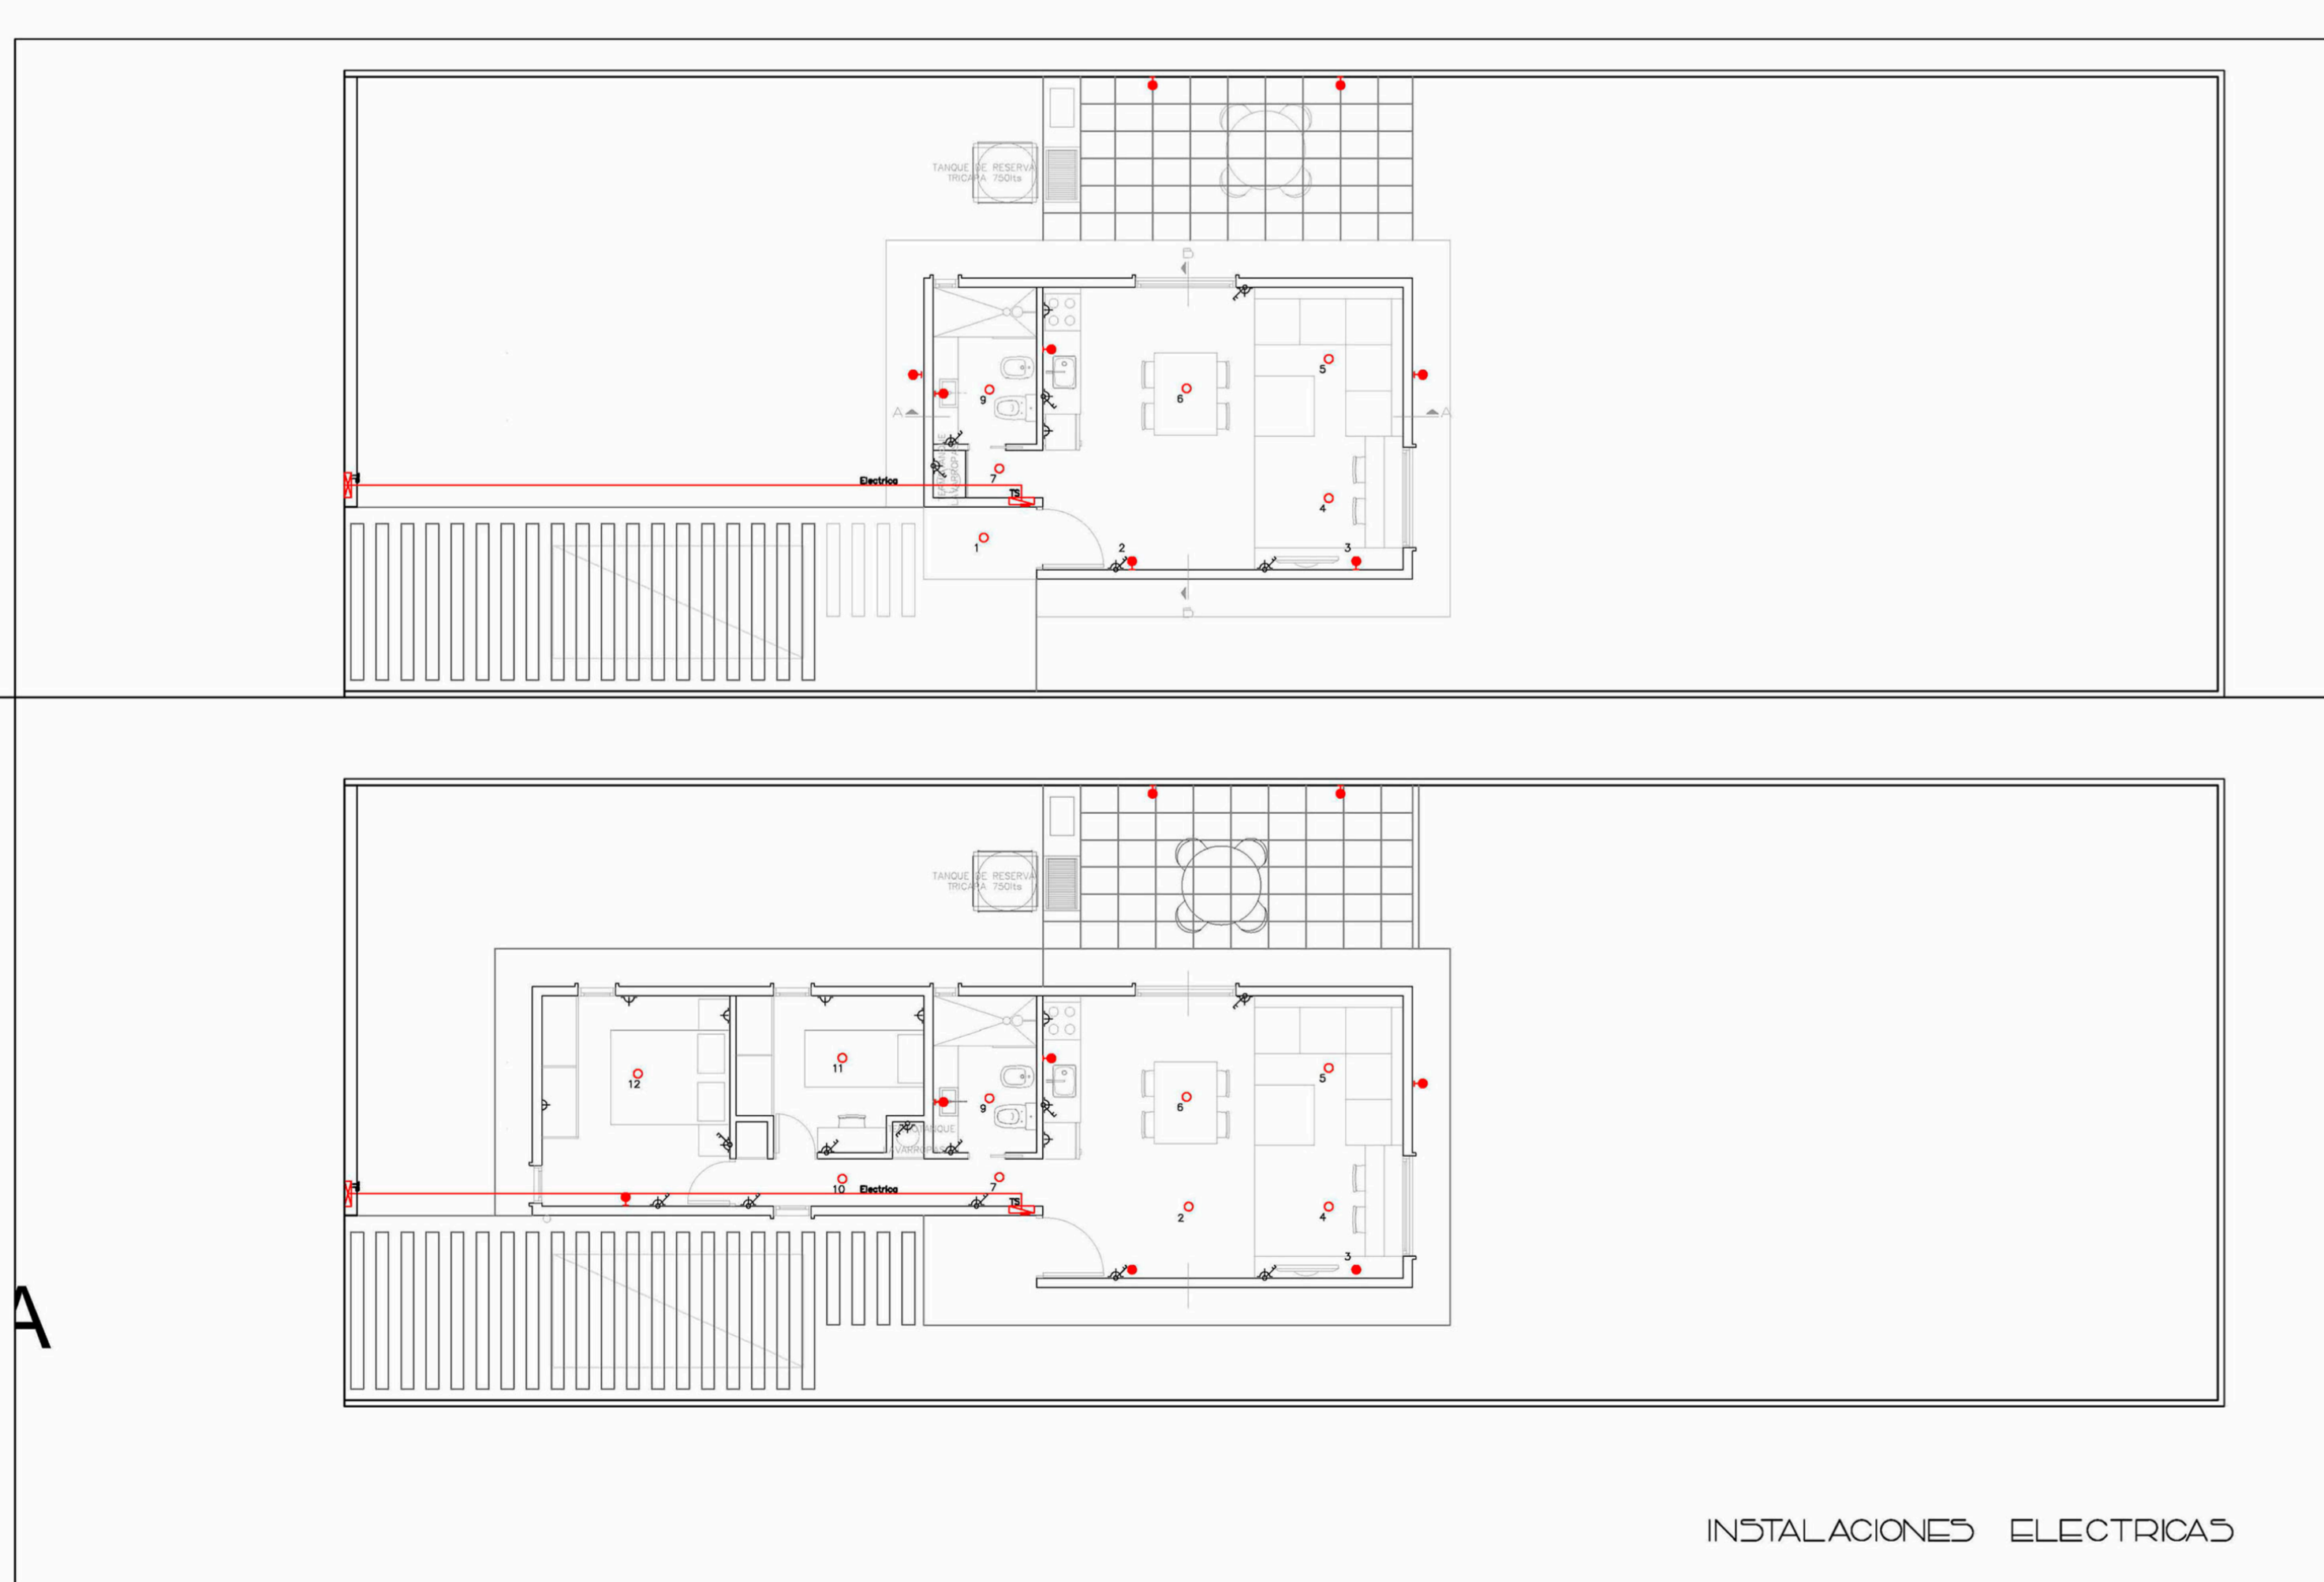 TANQUE DE RESERVA
TRICAPA 750lts
B
9
6
5
A
A
7
Electrica
TS
4
1
2
3
B
TANQUE DE RESERVA
TRICAPA 750lts
11
12
5
9
6
LAVARROPAS
7
10
Electrica
TS
2
4
3
A
INSTALACIONES ELECTRICAS